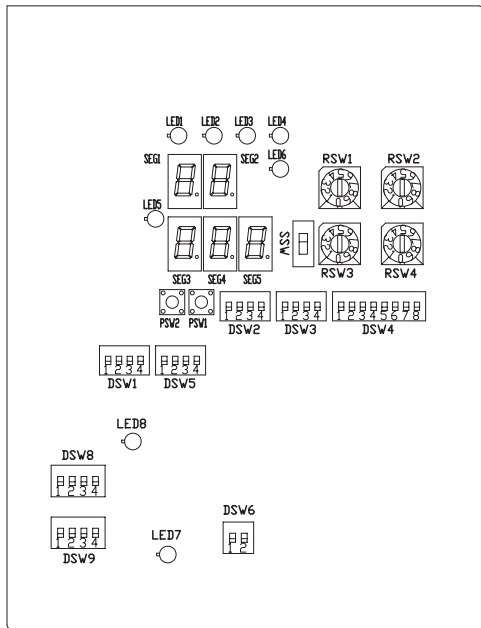 LED1 LED2 LED3 LED4
SEG1 SEG2 LED6 RSW1 RSW2
LED5
SSW
SEG3 SEG4 SEG5 RSW3 RSW4
PSW2 PSW1 1 2 3 4 1 2 3 4 1 2 3 4 5 6 7 8
DSW2 DSW3 DSW4
1 2 3 4 1 2 3 4
DSW1 DSW5
LED8
DSW8
1 2 3 4
DSW6
1 2 3 4 LED7 1 2
DSW9